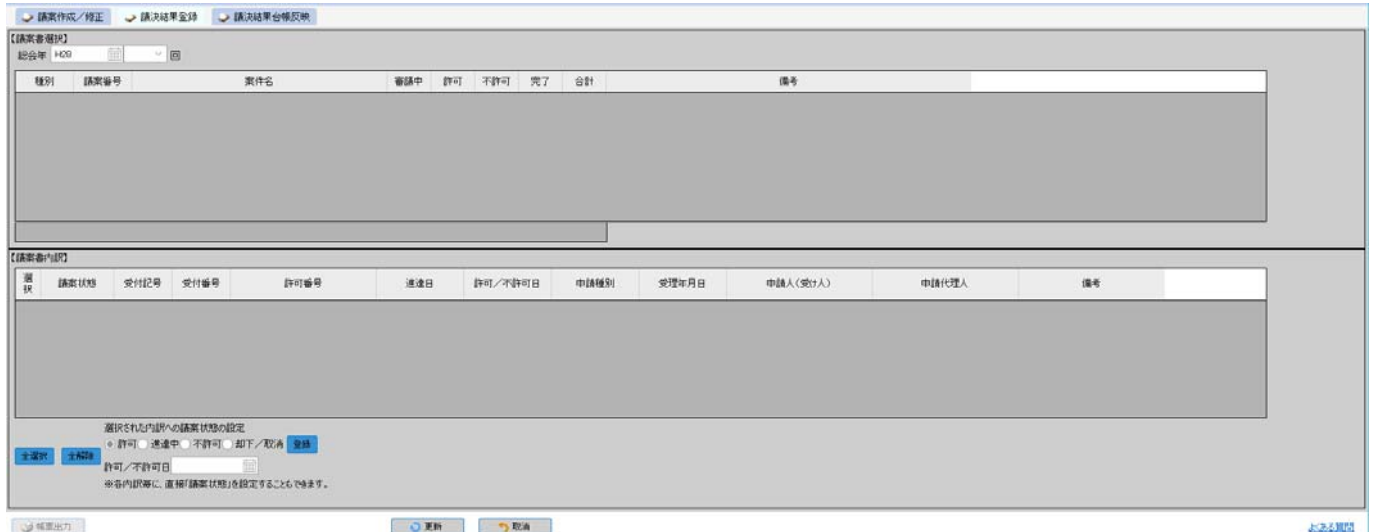 議案作成／修正 議決結果登録 議決結果台帳反映
【議案書選択】
総会年 H29 回
種別 議案番号 案件名 審議中 許可 不許可 完了 合計 備考
【議案書内訳】
選択 議案状態 受付記号 受付番号 許可番号 進達日 許可／不許可日 申請種別 受理年月日 申請人(受け人) 申請代理人 備考
選択された内訳への議案状態の設定
許可 進達中 不許可 却下／取消 登録
全選択 全解除
許可／不許可日
※各内訳毎に、直接「議案状態」を設定することもできます。
帳票出力 更新 取消 よくある質問